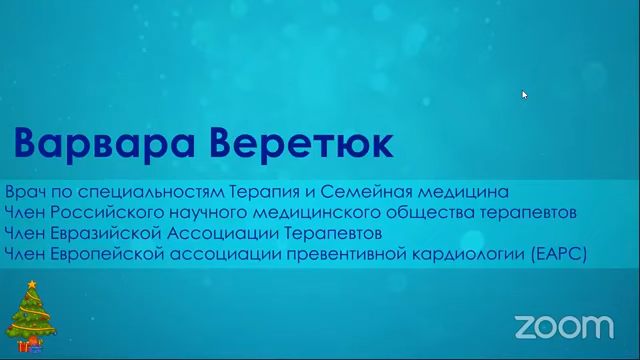 Варвара Веретюк
Врач по специальностям Терапия и Семейная медицина
Член Российского научного медицинского общества терапевтов
Член Евразийской Ассоциации Терапевтов
Член Европейской ассоциации превентивной кардиологии (EAPC)
zoom